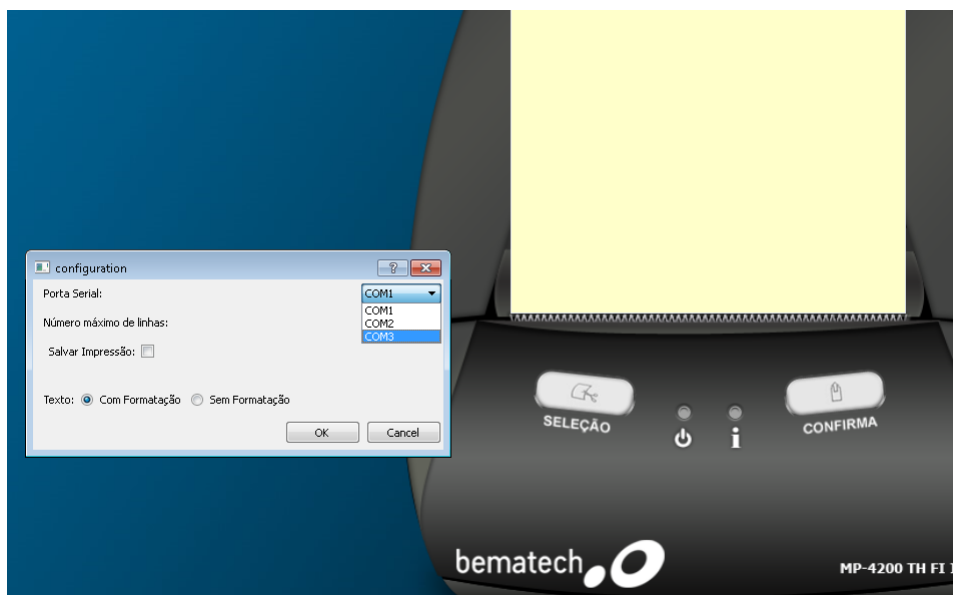 configuration
Porta Serial:
COM1
COM1
COM2
COM3
Número máximo de linhas:
Salvar Impressão:
Texto: Com Formatação Sem Formatação
OK Cancel
SELEÇÃO
CONFIRMA
bematech
MP-4200 TH FI